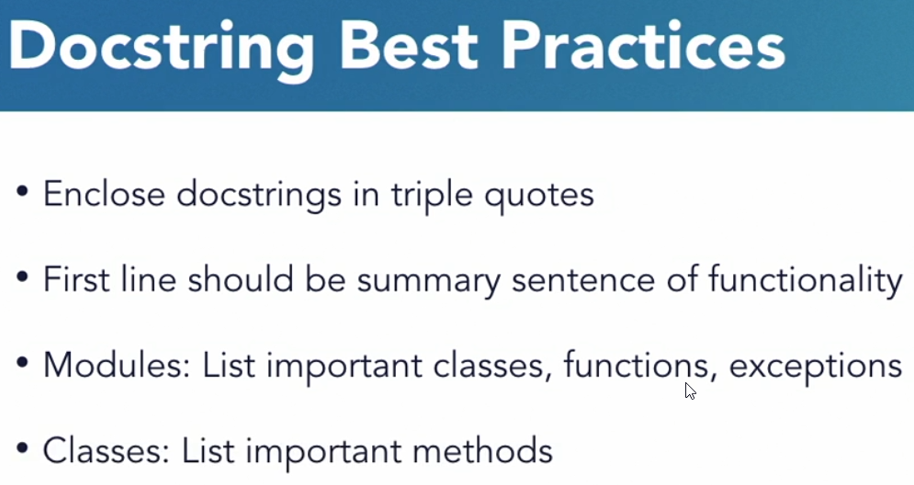 Docstring Best Practices
• Enclose docstrings in triple quotes
• First line should be summary sentence of functionality
• Modules: List important classes, functions, exceptions
• Classes: List important methods